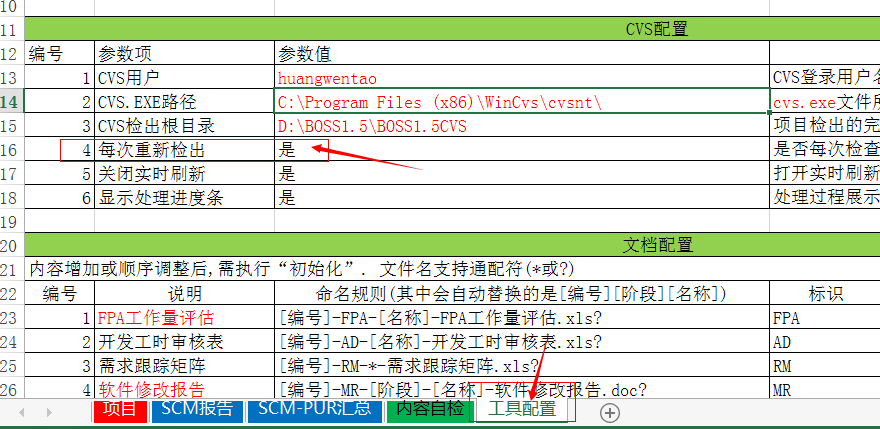 10
11 CVS配置
12 编号 参数项 参数值
13 1 CVS用户 huangwentao CVS登录用户名
14 2 CVS.EXE路径 C:\Program Files (x86)\WinCvs\cvsnt\ cvs.exe文件所
15 3 CVS检出根目录 D:\BOSS1.5\BOSS1.5CVS 项目检出的完
16 4 每次重新检出 是 是否每次检查
17 5 关闭实时刷新 是 打开实时刷新
18 6 显示处理进度条 是 处理过程展示
19
20 文档配置
21 内容增加或顺序调整后,需执行“初始化”. 文件名支持通配符(*或?)
22 编号 说明 命名规则(其中会自动替换的是[编号][阶段][名称]) 标识
23 1 FPA工作量评估 [编号]-FPA-[名称]-FPA工作量评估.xls? FPA
24 2 开发工时审核表 [编号]-AD-[名称]-开发工时审核表.xls? AD
25 3 需求跟踪矩阵 [编号]-RM-*-需求跟踪矩阵.xls? RM
26 4 软件修改报告 [编号]-MR-[阶段]-[名称]-软件修改报告.doc? MR
项目 SCM报告 SCM-PUR汇总 内容自检 工具配置